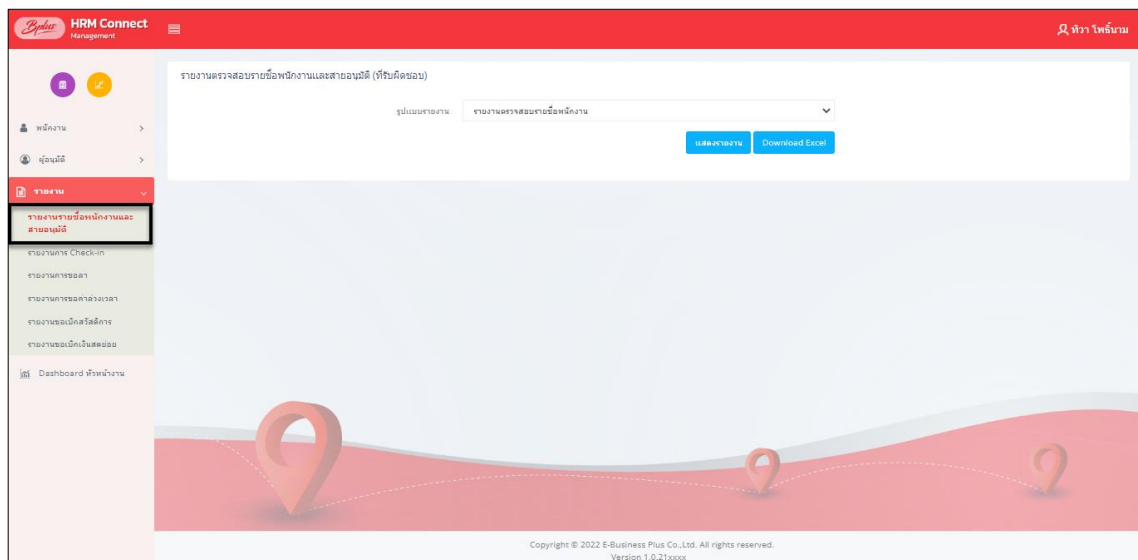 Bplus HRM Connect
Management
ทิวา โพธิ์นาม
รายงานตรวจสอบรายชื่อพนักงานและสายอนุมัติ (ที่รับผิดชอบ)
รูปแบบรายงาน รายงานตรวจสอบรายชื่อพนักงาน
แสดงรายงาน Download Excel
พนักงาน
ผู้อนุมัติ
รายงาน
รายงานรายชื่อพนักงานและ
สายอนุมัติ
รายงานการ Check-in
รายงานการขอลา
รายงานการขอค่าล่วงเวลา
รายงานขอเบิกสวัสดิการ
รายงานขอเบิกเงินสดย่อย
Dashboard หัวหน้างาน
Copyright © 2022 E-Business Plus Co.,Ltd. All rights reserved.
Version 1.0.21xxxx